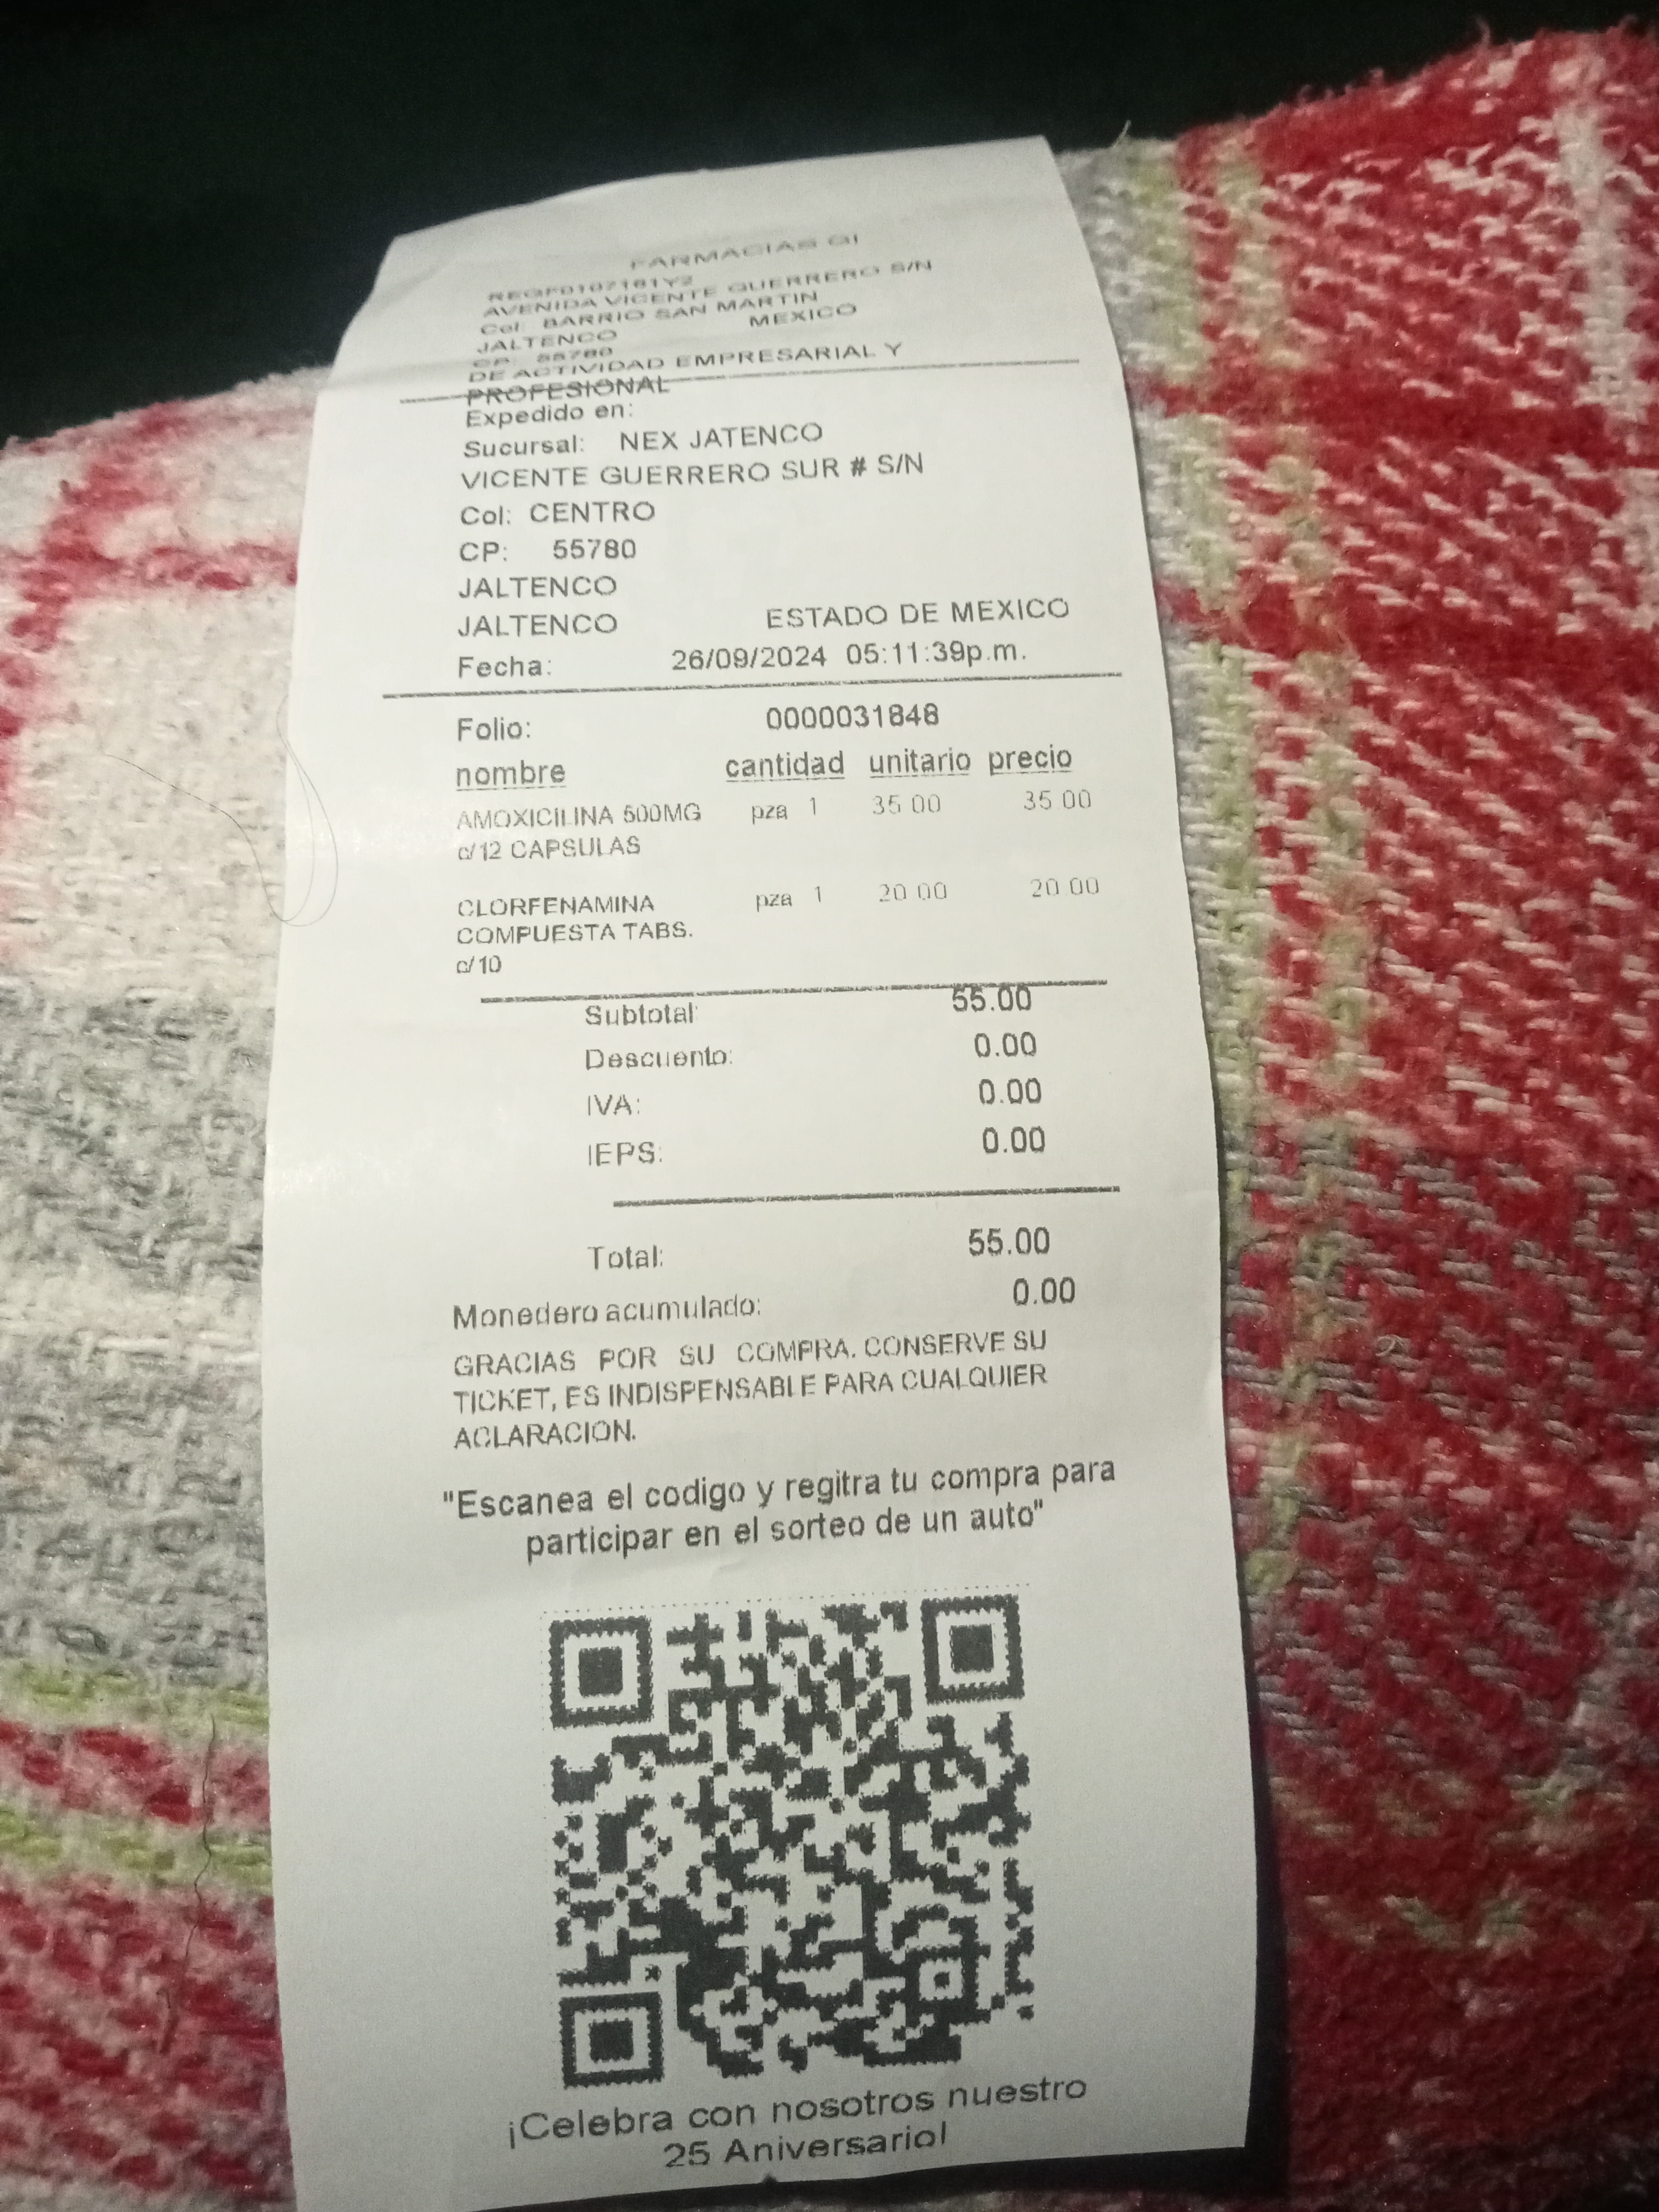 FARMACIAS GI
REGF0107161Y2
AVENIDA VICENTE GUERRERO S/N
Col: BARRIO SAN MARTIN
JALTENCO MEXICO
CP: 55780
DE ACTIVIDAD EMPRESARIAL Y
PROFESIONAL
Expedido en:
Sucursal: NEX JATENCO
VICENTE GUERRERO SUR # S/N
Col: CENTRO
CP: 55780
JALTENCO
JALTENCO ESTADO DE MEXICO
Fecha: 26/09/2024 05:11:39p.m.
Folio: 0000031848
nombre cantidad unitario precio
AMOXICILINA 500MG pza 1 35.00 35.00
c/12 CAPSULAS
CLORFENAMINA pza 1 20.00 20.00
COMPUESTA TABS.
c/10
Subtotal: 55.00
Descuento: 0.00
IVA: 0.00
IEPS: 0.00
Total: 55.00
Monedero acumulado: 0.00
GRACIAS POR SU COMPRA. CONSERVE SU
TICKET, ES INDISPENSABLE PARA CUALQUIER
ACLARACION.
"Escanea el codigo y regitra tu compra para
participar en el sorteo de un auto"
¡Celebra con nosotros nuestro
25 Aniversario!